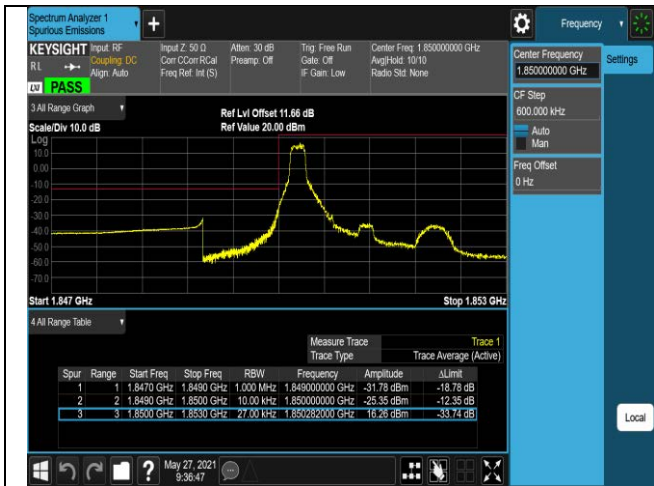 Spectrum Analyzer 1
Spurious Emissions
Frequency
KEYSIGHT
Input: RF
Coupling: DC
Align: Auto
Input Z: 50 Ω
Corr CCorr RCal
Freq Ref: Int (S)
Atten: 30 dB
Preamp: Off
Trig: Free Run
Gate: Off
IF Gain: Low
Center Freq: 1.850000000 GHz
Avg|Hold: 10/10
Radio Std: None
RL
LXI
PASS
Center Frequency
1.850000000 GHz
Settings
CF Step
600.000 kHz
Auto
Man
Freq Offset
0 Hz
3 All Range Graph
Scale/Div 10.0 dB
Ref Lvl Offset 11.66 dB
Ref Value 20.00 dBm
Log
10.0
0.00
-10.0
-20.0
-30.0
-40.0
-50.0
-60.0
-70.0
Start 1.847 GHz
Stop 1.853 GHz
4 All Range Table
Measure Trace Trace 1
Trace Type Trace Average (Active)
Spur Range Start Freq Stop Freq RBW Frequency Amplitude ΔLimit
1 1 1.8470 GHz 1.8490 GHz 1.000 MHz 1.849000000 GHz -31.78 dBm -18.78 dB
2 2 1.8490 GHz 1.8500 GHz 10.00 kHz 1.850000000 GHz -25.35 dBm -12.35 dB
3 3 1.8500 GHz 1.8530 GHz 27.00 kHz 1.850282000 GHz 16.26 dBm -33.74 dB
Local
May 27, 2021
9:36:47